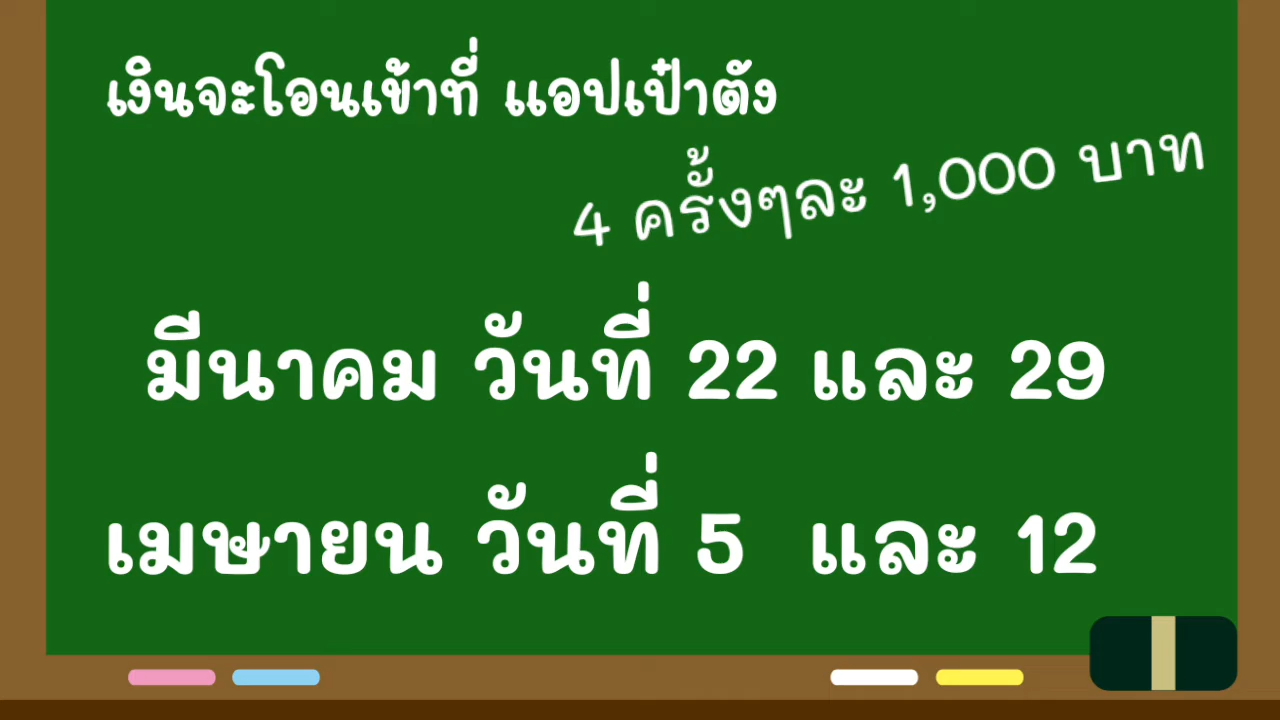 เงินจะโอนเข้าที่ แอปเป๋าตัง
4 ครั้งๆละ 1,000 บาท
มีนาคม วันที่ 22 และ 29
เมษายน วันที่ 5 และ 12